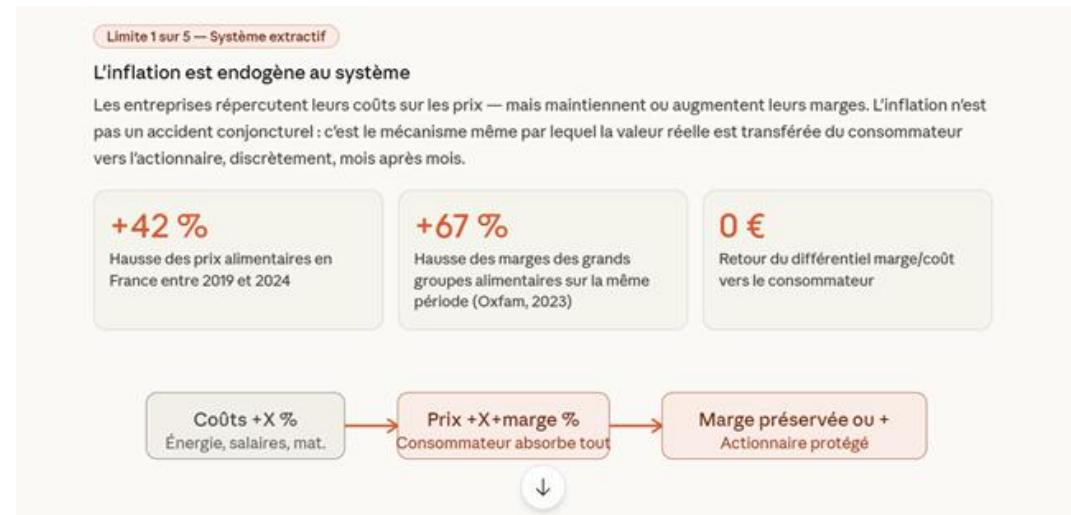 Limite 1 sur 5 — Système extractif
L'inflation est endogène au système
Les entreprises répercutent leurs coûts sur les prix — mais maintiennent ou augmentent leurs marges. L'inflation n'est
pas un accident conjoncturel : c'est le mécanisme même par lequel la valeur réelle est transférée du consommateur
vers l'actionnaire, discrètement, mois après mois.
+42 %
Hausse des prix alimentaires en
France entre 2019 et 2024
+67 %
Hausse des marges des grands
groupes alimentaires sur la même
période (Oxfam, 2023)
0 €
Retour du différentiel marge/coût
vers le consommateur
Coûts +X %
Énergie, salaires, mat.
Prix +X+marge %
Consommateur absorbe tout
Marge préservée ou +
Actionnaire protégé